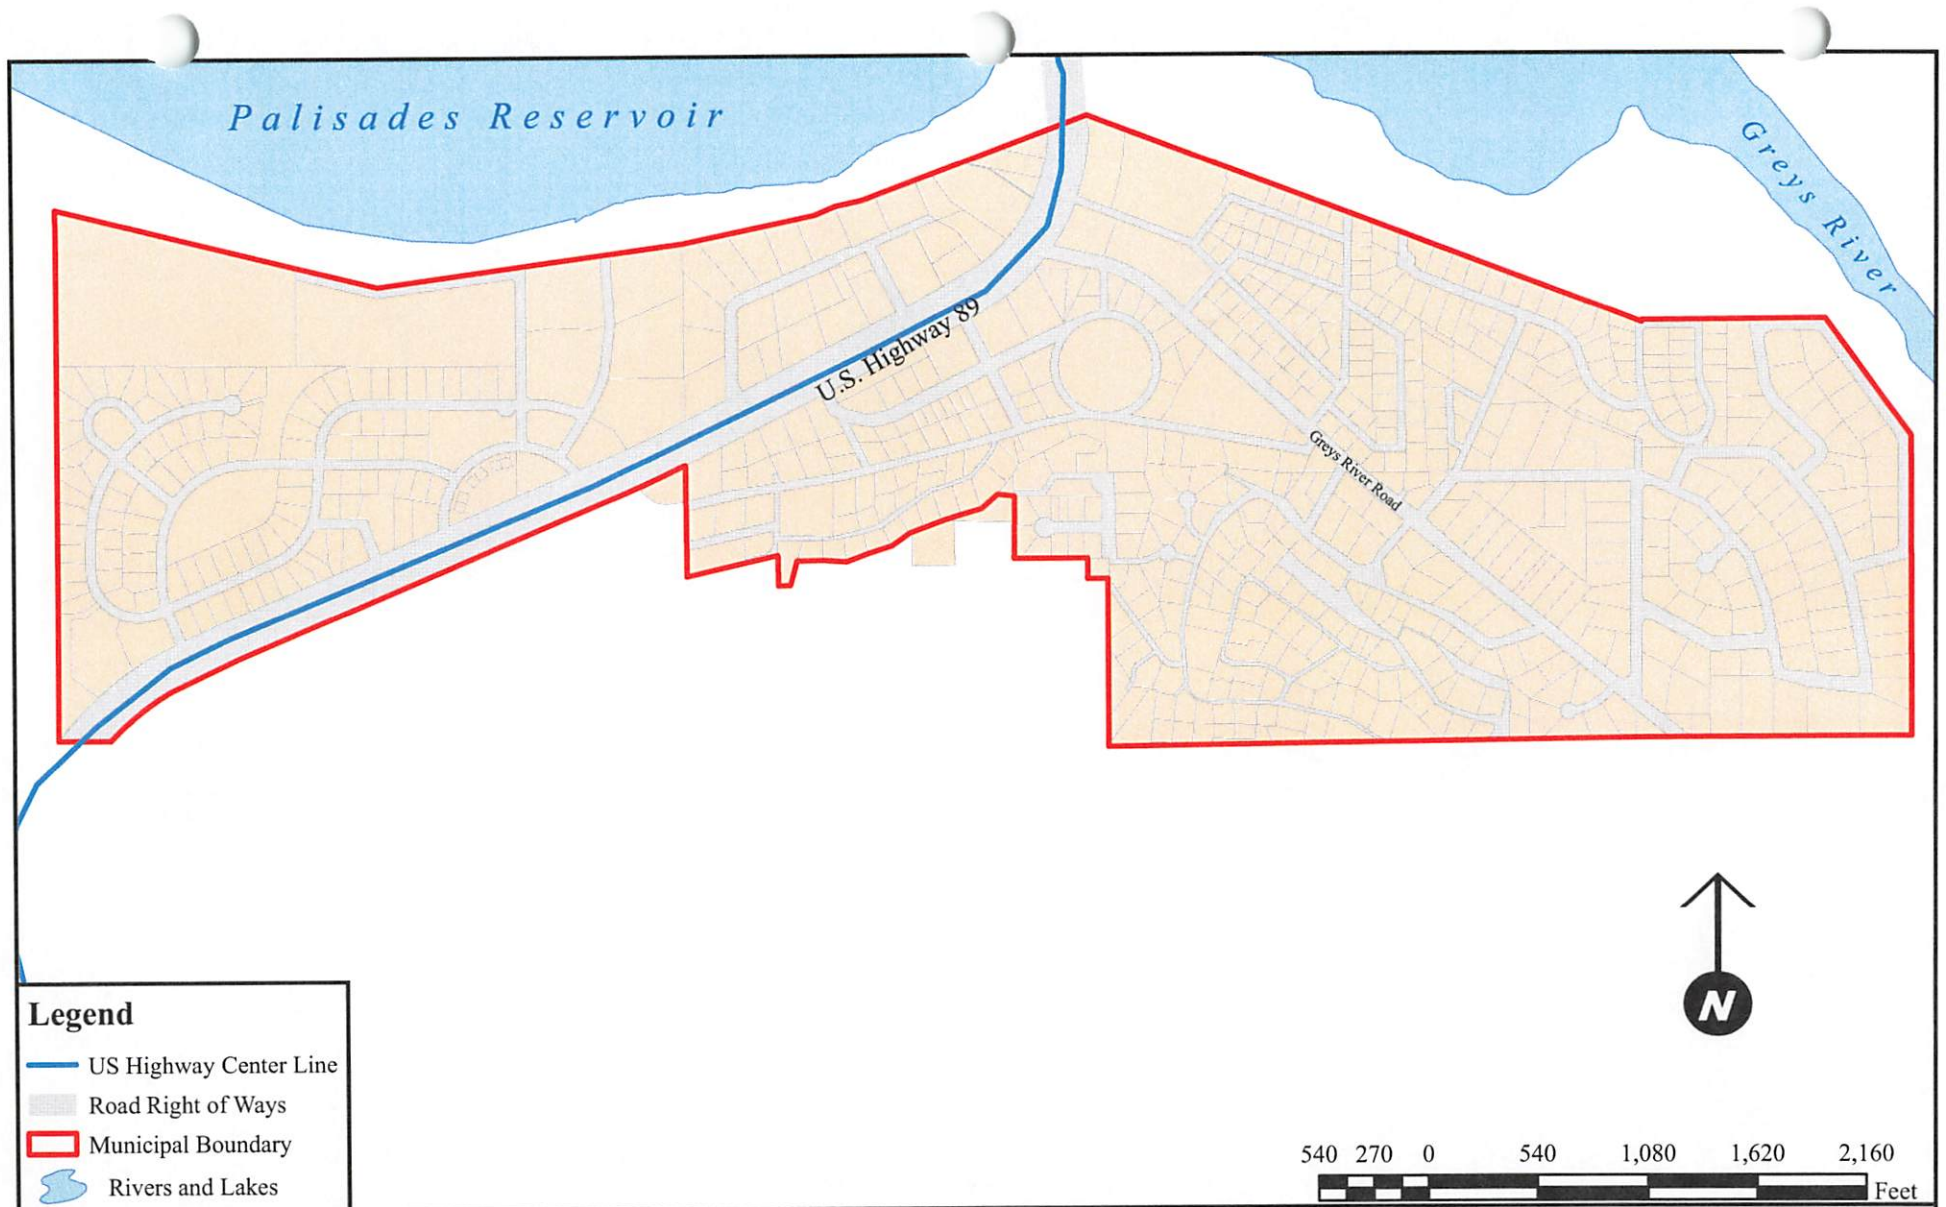 Palisades Reservoir
Greys River
U.S. Highway 89
Greys River Road
N
Legend
US Highway Center Line
Road Right of Ways
Municipal Boundary
Rivers and Lakes
540 270 0 540 1,080 1,620 2,160
Feet